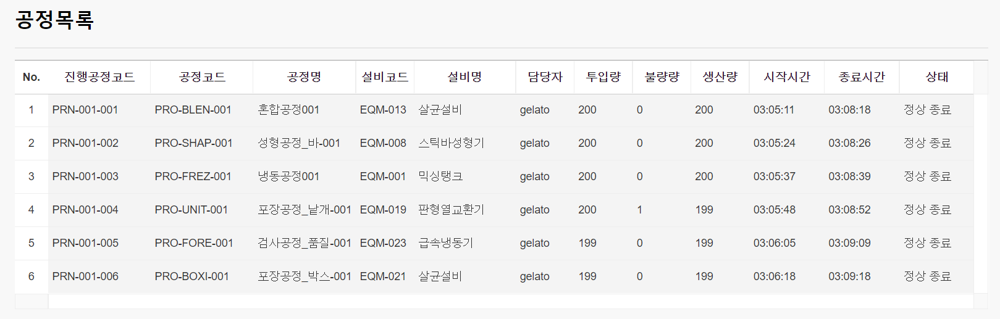 공정목록
No. 진행공정코드 공정코드 공정명 설비코드 설비명 담당자 투입량 불량량 생산량 시작시간 종료시간 상태
1 PRN-001-001 PRO-BLEN-001 혼합공정001 EQM-013 살균설비 gelato 200 0 200 03:05:11 03:08:18 정상 종료
2 PRN-001-002 PRO-SHAP-001 성형공정_바-001 EQM-008 스틱바성형기 gelato 200 0 200 03:05:24 03:08:26 정상 종료
3 PRN-001-003 PRO-FREZ-001 냉동공정001 EQM-001 믹싱탱크 gelato 200 0 200 03:05:37 03:08:39 정상 종료
4 PRN-001-004 PRO-UNIT-001 포장공정_낱개-001 EQM-019 판형열교환기 gelato 200 1 199 03:05:48 03:08:52 정상 종료
5 PRN-001-005 PRO-FORE-001 검사공정_품질-001 EQM-023 급속냉동기 gelato 199 0 199 03:06:05 03:09:09 정상 종료
6 PRN-001-006 PRO-BOXI-001 포장공정_박스-001 EQM-021 살균설비 gelato 199 0 199 03:06:18 03:09:18 정상 종료